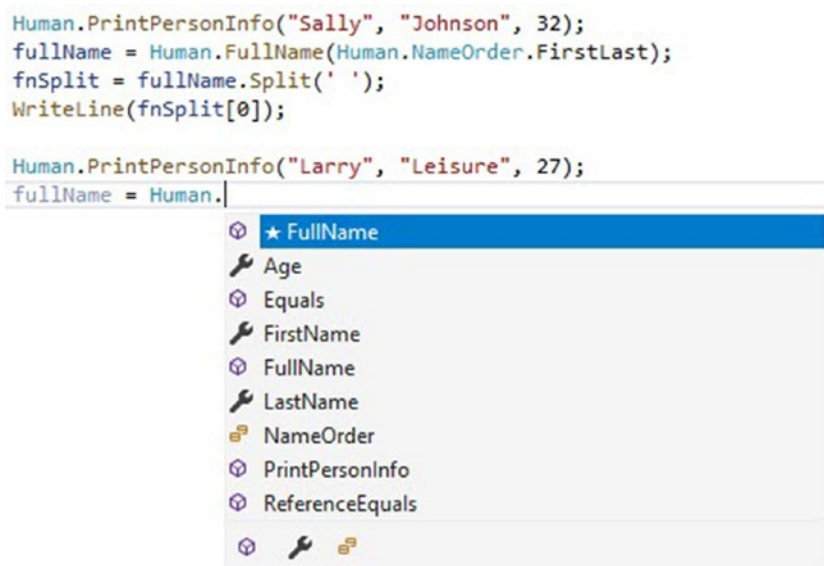 Human.PrintPersonInfo("Sally", "Johnson", 32);
fullName = Human.FullName(Human.NameOrder.FirstLast);
fnSplit = fullName.Split(' ');
WriteLine(fnSplit[0]);
Human.PrintPersonInfo("Larry", "Leisure", 27);
fullName = Human.
★ FullName
Age
Equals
FirstName
FullName
LastName
NameOrder
PrintPersonInfo
ReferenceEquals